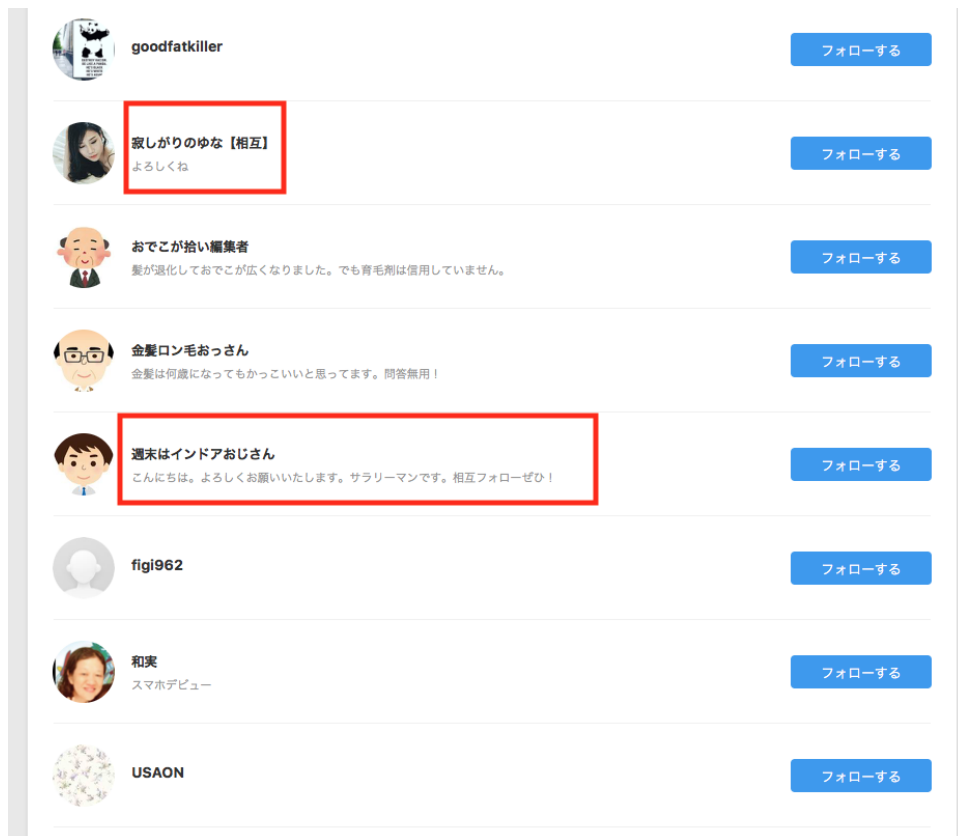 goodfatkiller
フォローする
寂しがりのゆな【相互】
よろしくね
フォローする
おでこが拾い編集者
髪が退化しておでこが広くなりました。でも育毛剤は信用していません。
フォローする
金髪ロン毛おっさん
金髪は何歳になってもかっこいいと思ってます。問答無用！
フォローする
週末はインドアおじさん
こんにちは。よろしくお願いいたします。サラリーマンです。相互フォローぜひ！
フォローする
figi962
フォローする
和実
スマホデビュー
フォローする
USAON
フォローする